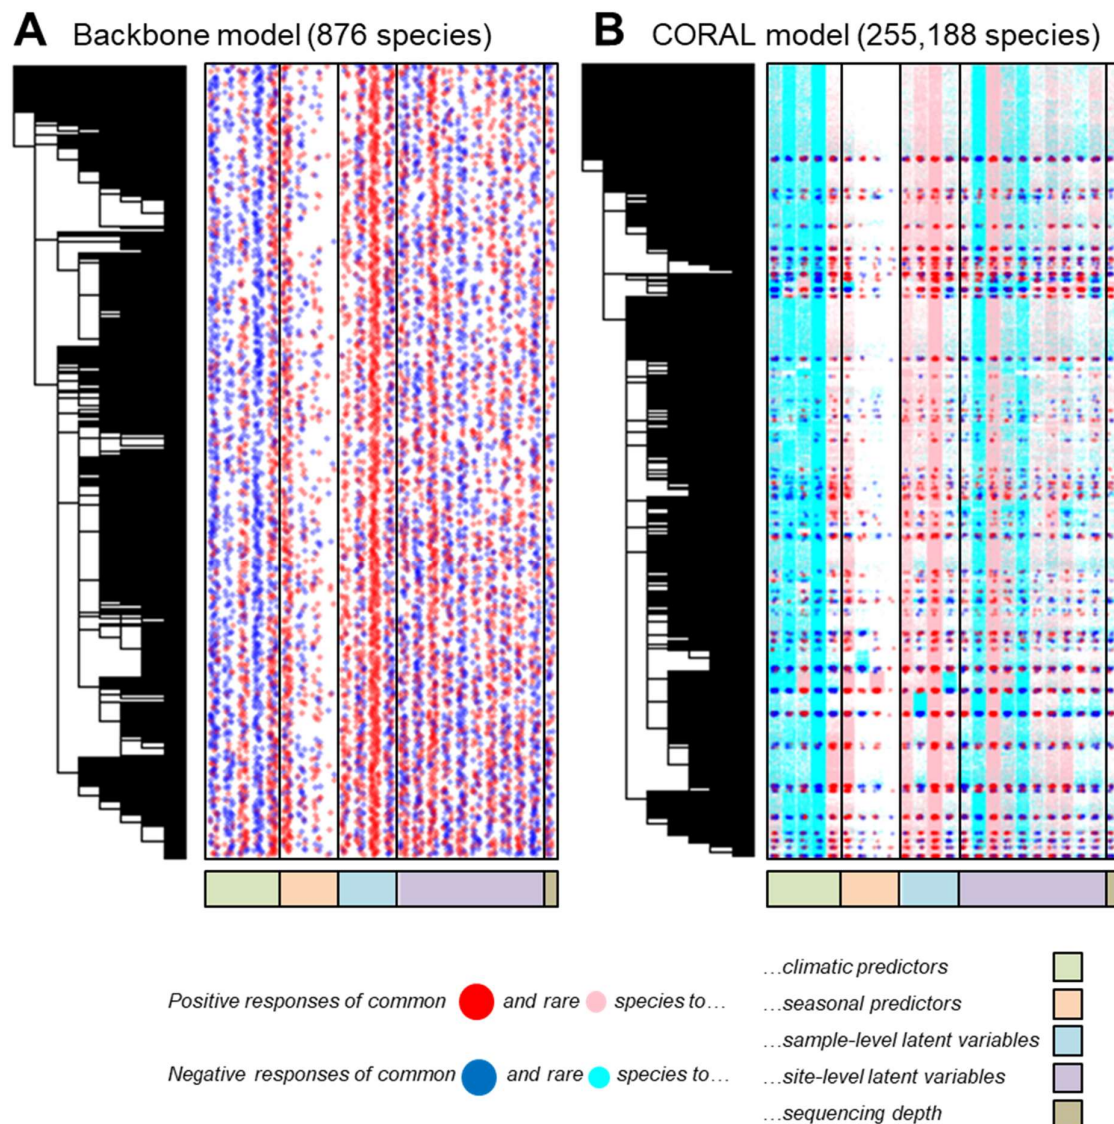 A Backbone model (876 species)
B CORAL model (255,188 species)
Positive responses of common and rare species to…
Negative responses of common and rare species to…
…climatic predictors
…seasonal predictors
…sample-level latent variables
…site-level latent variables
…sequencing depth